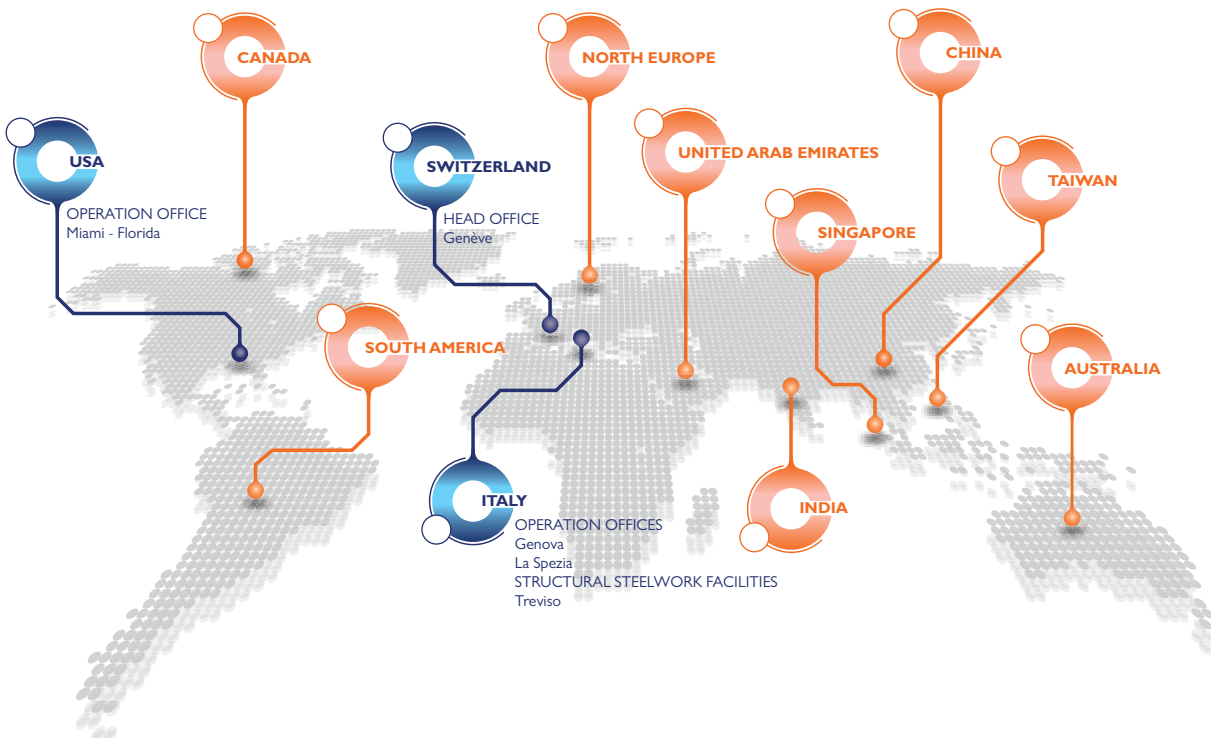 CANADA
NORTH EUROPE
CHINA
USA
OPERATION OFFICE
Miami - Florida
SWITZERLAND
HEAD OFFICE
Genève
UNITED ARAB EMIRATES
TAIWAN
SINGAPORE
SOUTH AMERICA
AUSTRALIA
ITALY
OPERATION OFFICES
Genova
La Spezia
STRUCTURAL STEELWORK FACILITIES
Treviso
INDIA